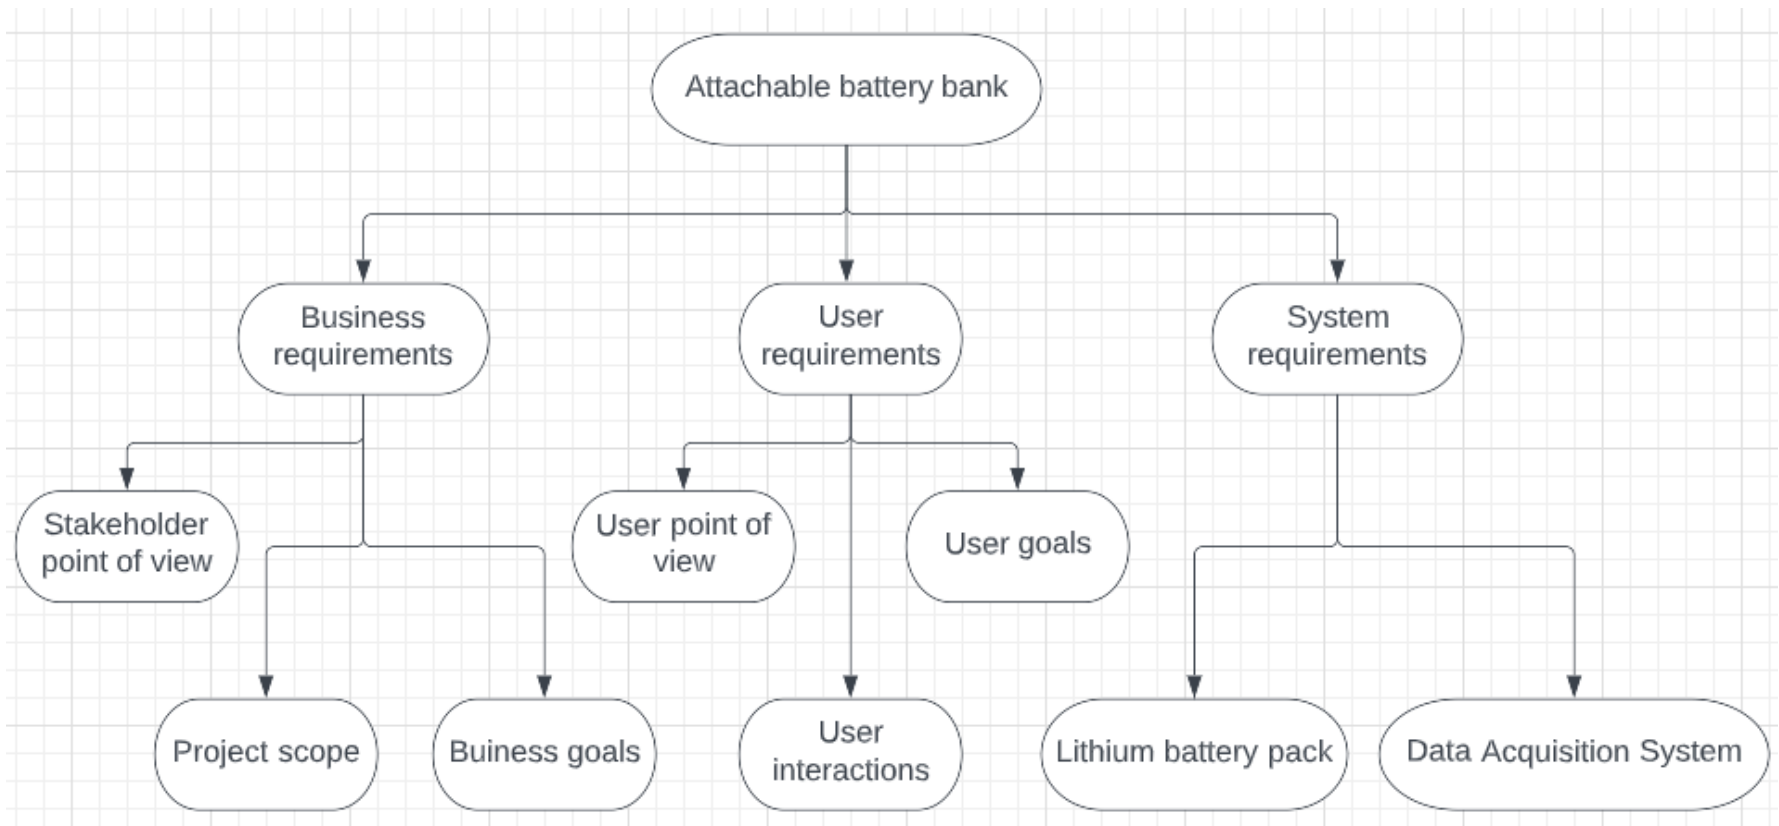 Attachable battery bank
Business
requirements
User
requirements
System
requirements
Stakeholder
point of view
User point of
view
User goals
Project scope
Buiness goals
User
interactions
Lithium battery pack
Data Acquisition System